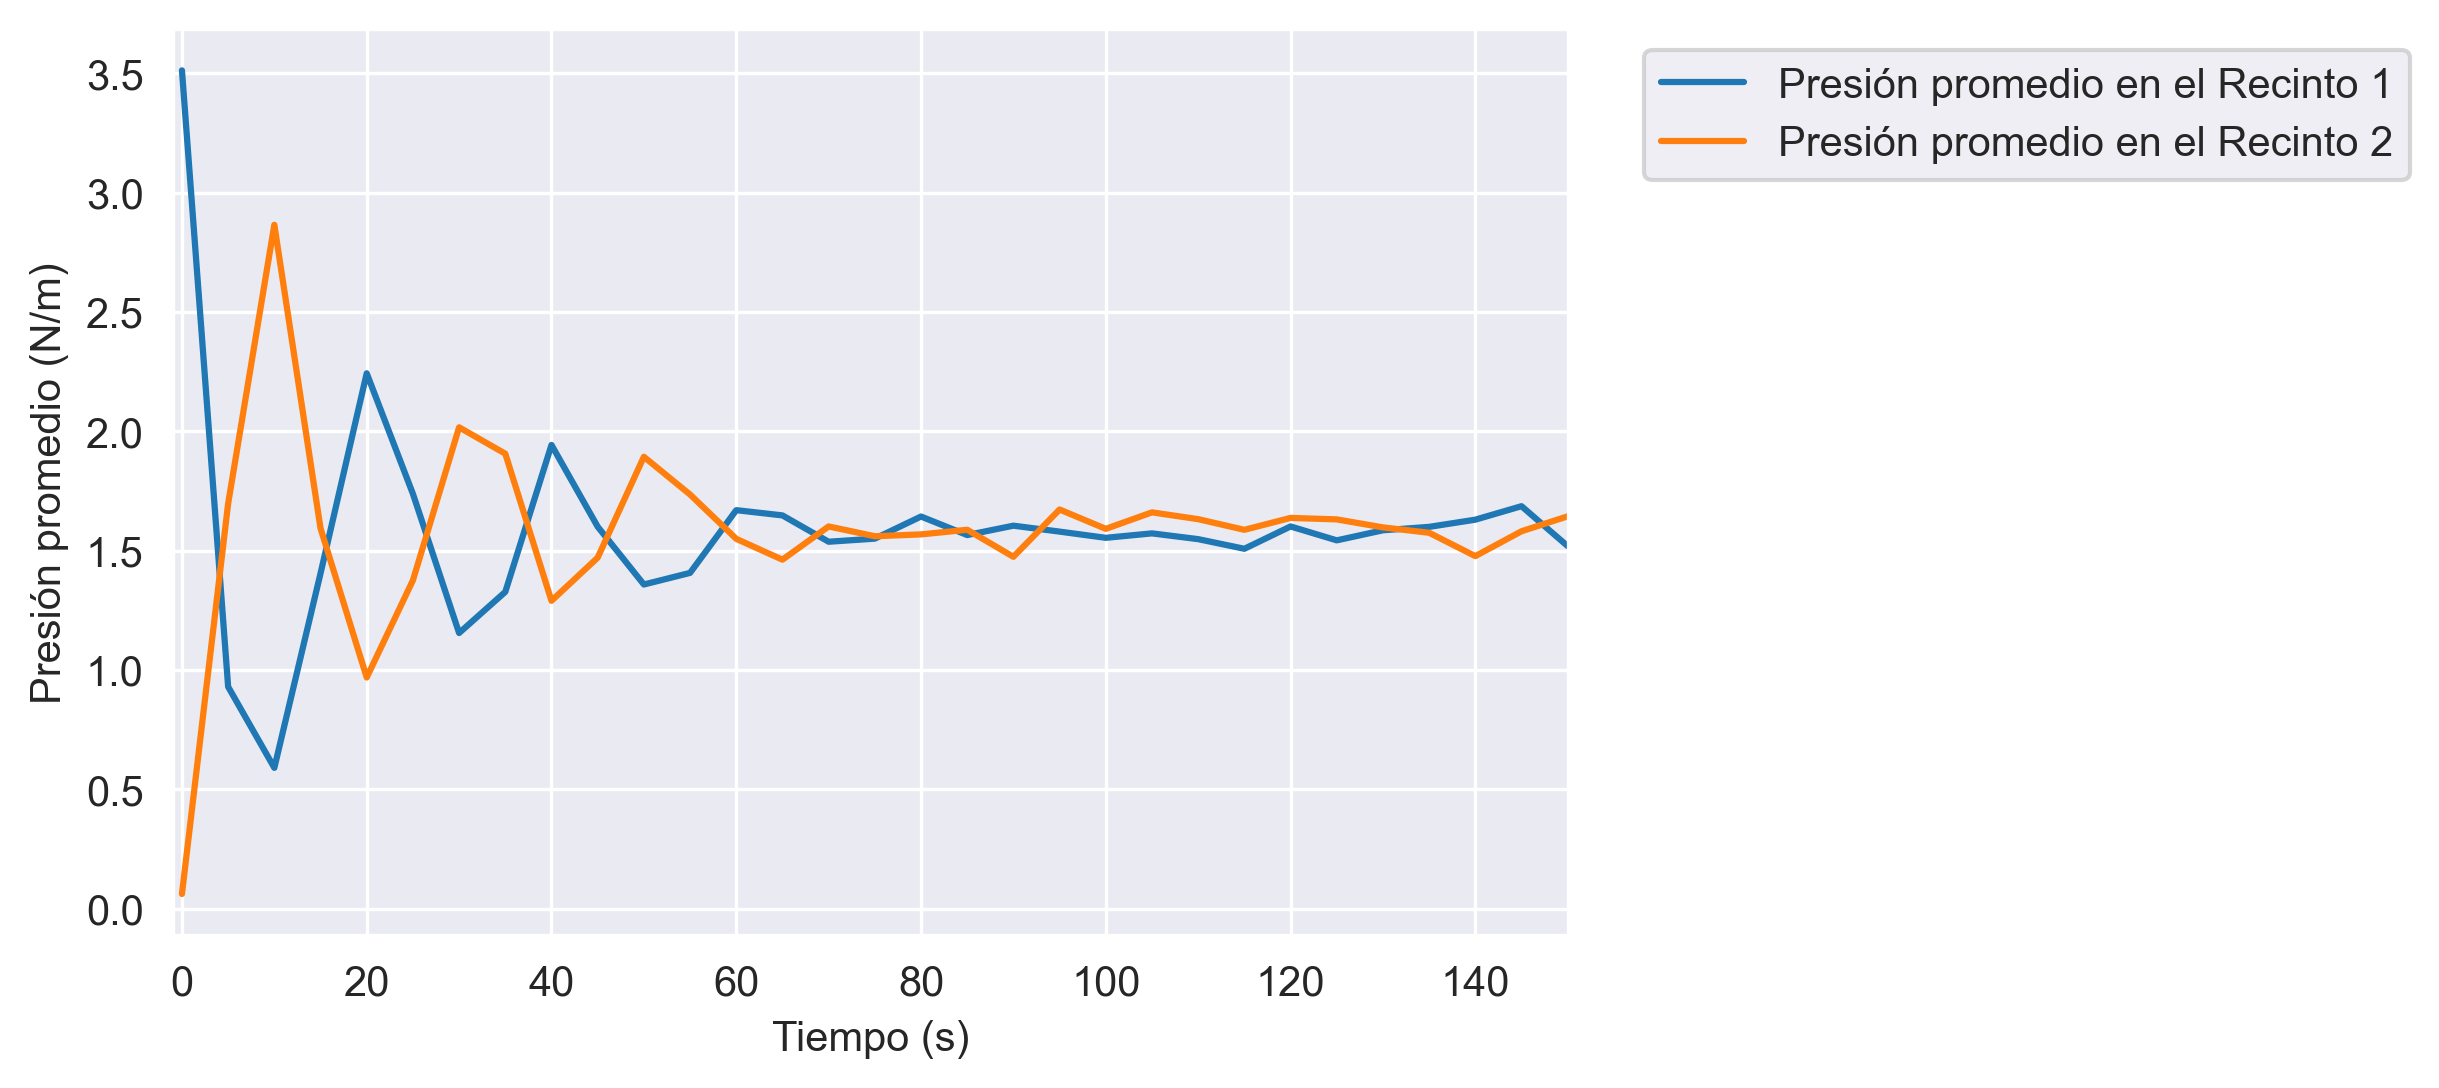 Presión promedio en el Recinto 1
Presión promedio en el Recinto 2
Presión promedio (N/m)
3.5
3.0
2.5
2.0
1.5
1.0
0.5
0.0
0 20 40 60 80 100 120 140
Tiempo (s)